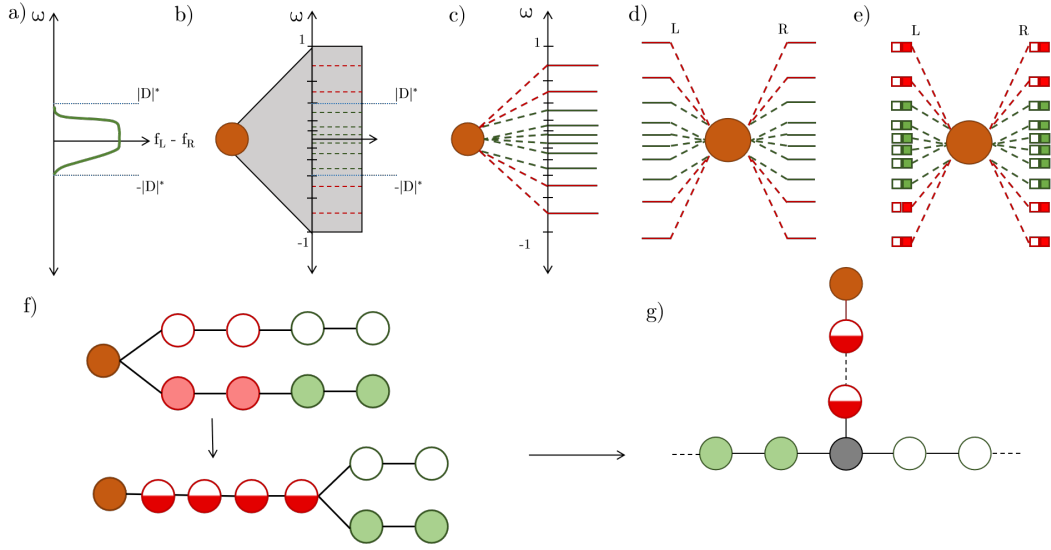 a)
ω
|D|*
f_L - f_R
-|D|*
b)
ω
1
|D|*
-|D|*
-1
c)
ω
1
-1
d)
L
R
e)
L
R
f)
g)